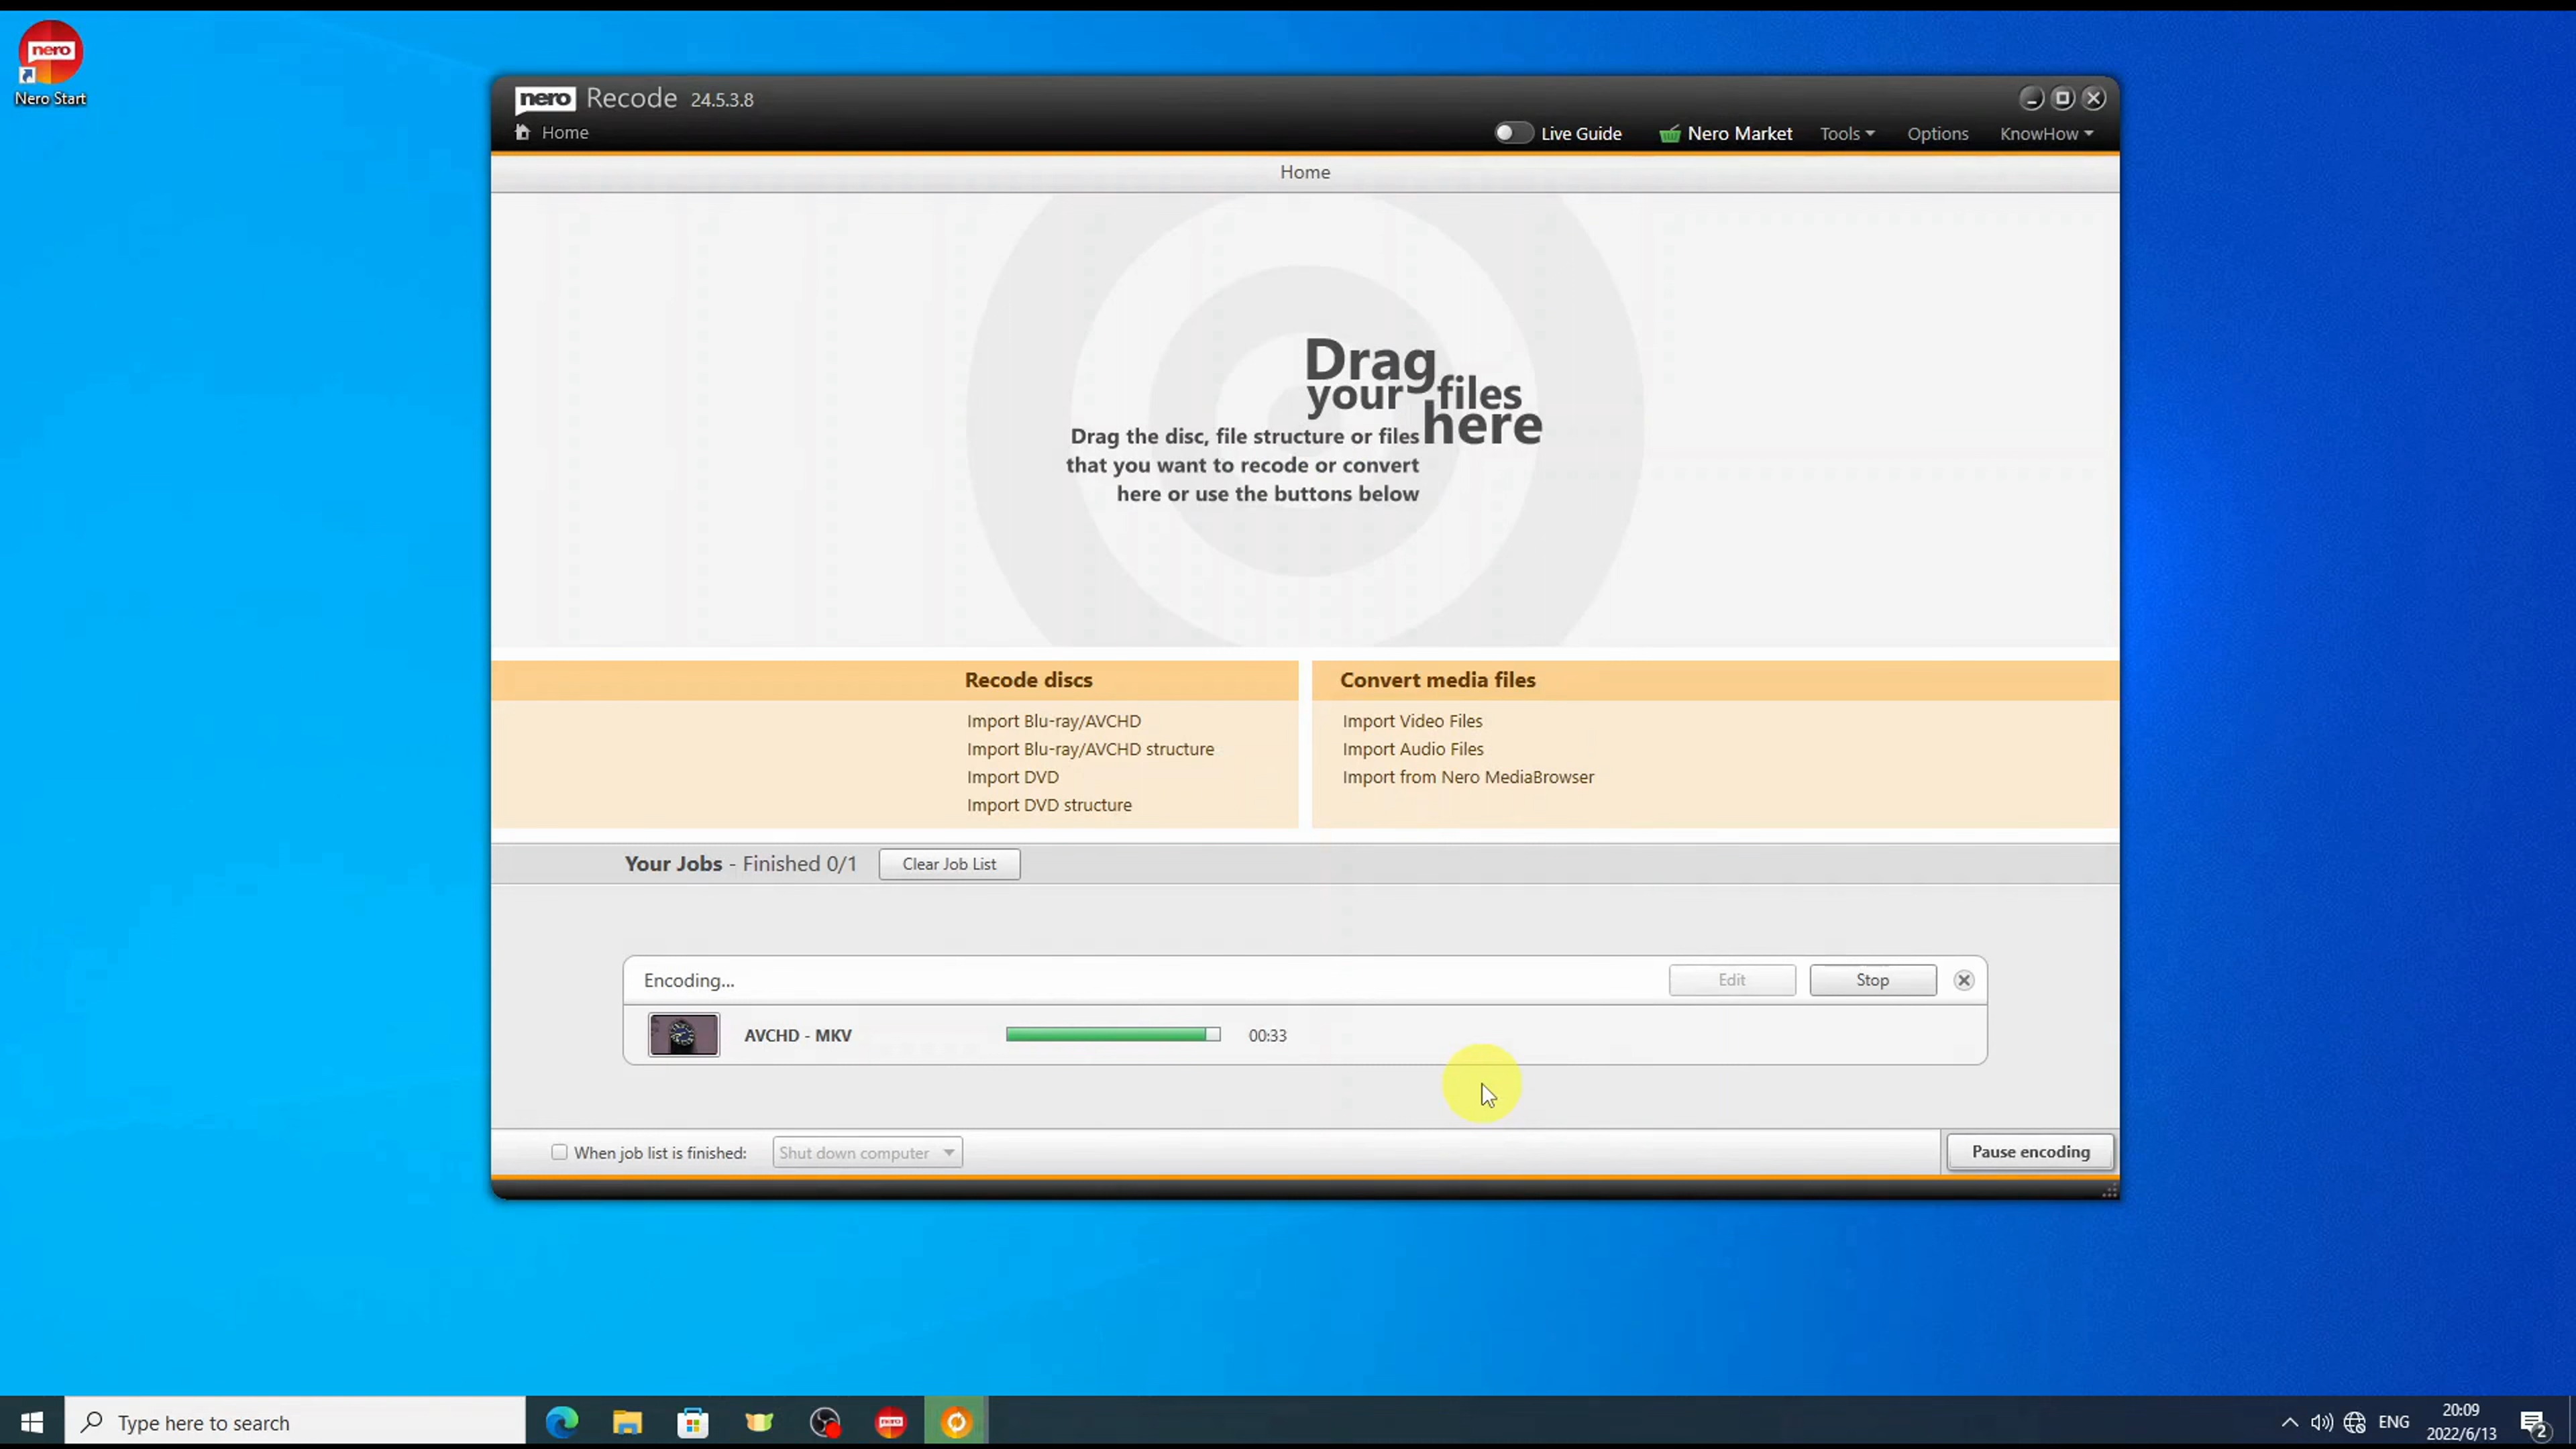 nero
Nero Start
nero Recode 24.5.3.8
Home
Live Guide
Nero Market
Tools
Options
KnowHow
Home
Drag
your files
here
Drag the disc, file structure or files
that you want to recode or convert
here or use the buttons below
Recode discs
Import Blu-ray/AVCHD
Import Blu-ray/AVCHD structure
Import DVD
Import DVD structure
Convert media files
Import Video Files
Import Audio Files
Import from Nero MediaBrowser
Your Jobs - Finished 0/1
Clear Job List
Encoding...
Edit
Stop
AVCHD - MKV
00:33
When job list is finished:
Shut down computer
Pause encoding
Type here to search
nero
ENG
20:09
2022/6/13
2